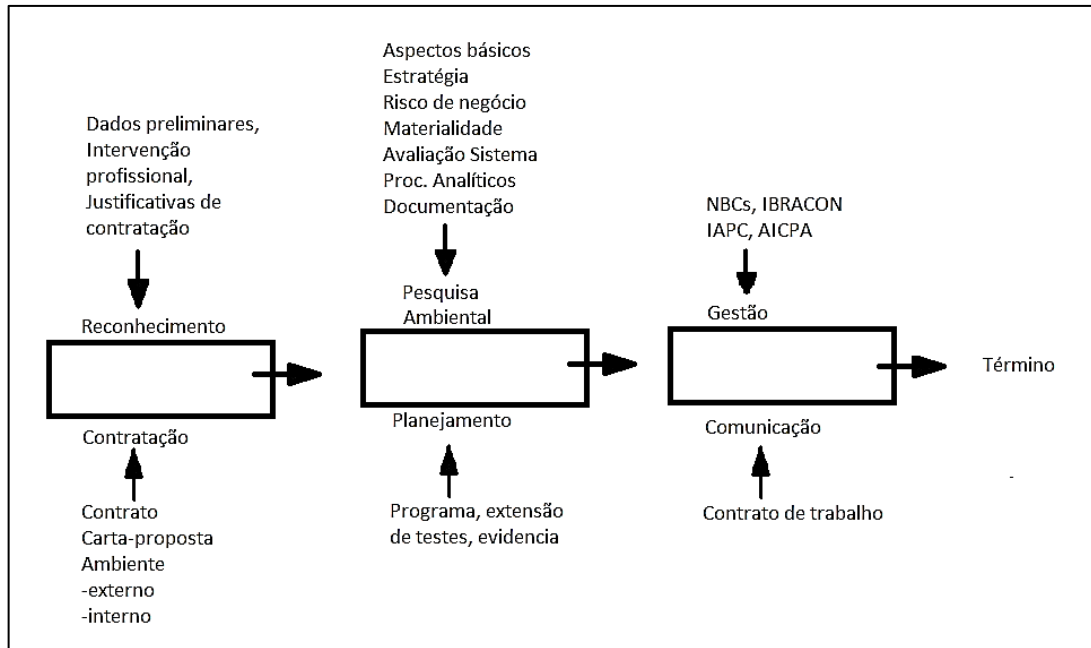 Dados preliminares,
Intervenção
profissional,
Justificativas de
contratação
Reconhecimento
Contratação
Contrato
Carta-proposta
Ambiente
-externo
-interno
Aspectos básicos
Estratégia
Risco de negócio
Materialidade
Avaliação Sistema
Proc. Analíticos
Documentação
Pesquisa
Ambiental
Planejamento
Programa, extensão
de testes, evidencia
NBCs, IBRACON
IAPC, AICPA
Gestão
Comunicação
Contrato de trabalho
Término